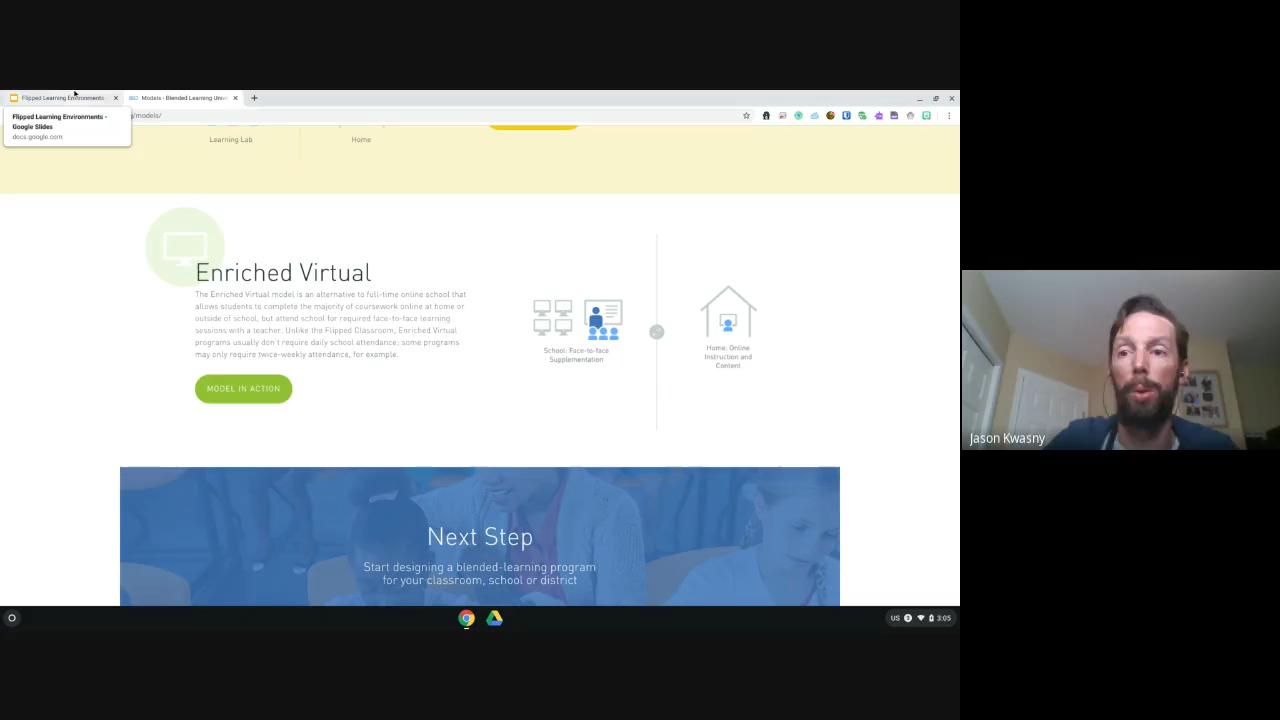 Flipped Learning Environments
Models - Blended Learning Univ
Flipped Learning Environments -
Google Slides
docs.google.com
/models/
Learning Lab
Home
Enriched Virtual
The Enriched Virtual model is an alternative to full-time online school that
allows students to complete the majority of coursework online at home or
outside of school, but attend school for required face-to-face learning
sessions with a teacher. Unlike the Flipped Classroom, Enriched Virtual
programs usually don't require daily school attendance; some programs
may only require twice-weekly attendance, for example.
MODEL IN ACTION
School: Face-to-face
Supplementation
Home: Online
Instruction and
Content
Next Step
Start designing a blended-learning program
for your classroom, school or district
US
3:05
Jason Kwasny